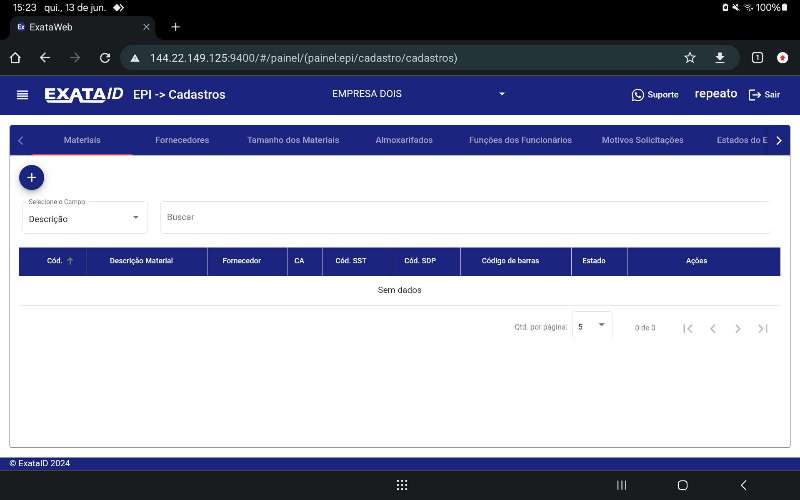 15:23 qui., 13 de jun.
100%
Ex ExataWeb
144.22.149.125:9400/#/painel/(painel:epi/cadastro/cadastros)
1
EXATAID EPI -> Cadastros EMPRESA DOIS Suporte repeato Sair
Materiais Fornecedores Tamanho dos Materiais Almoxarifados Funções dos Funcionários Motivos Solicitações Estados do E
+
Selecione o Campo
Descrição
Buscar
Cód. Descrição Material Fornecedor CA Cód. SST Cód. SDP Código de barras Estado Ações
Sem dados
Qtd. por página: 5 0 de 0
© ExataID 2024